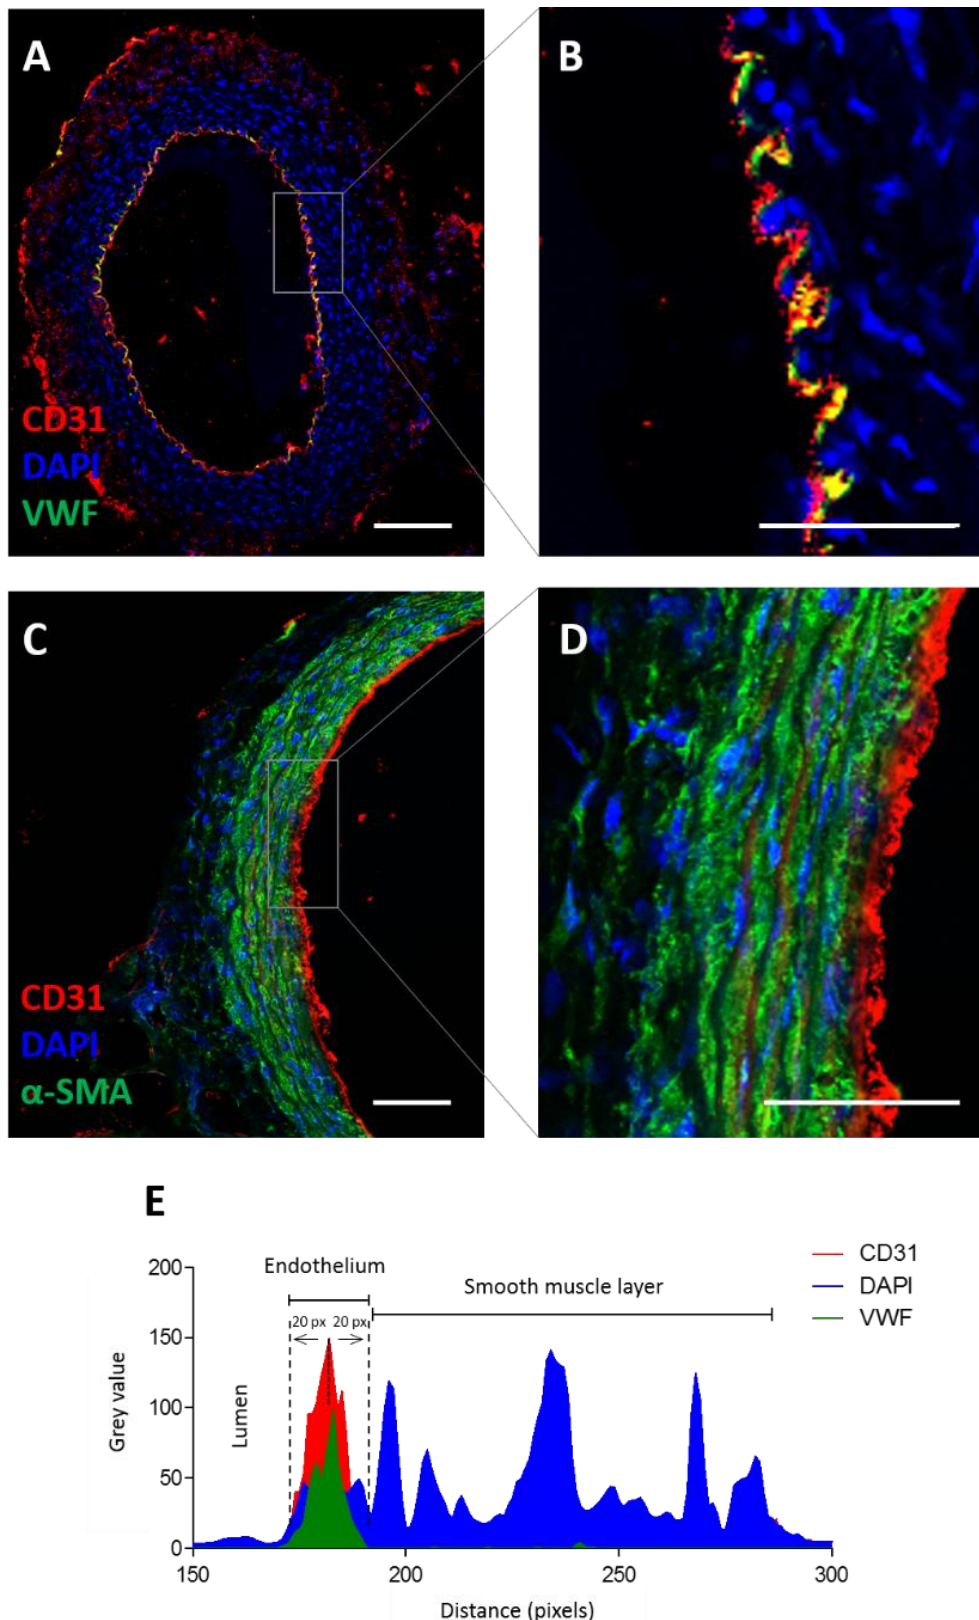 A
CD31
DAPI
VWF
B
C
CD31
DAPI
α-SMA
D
E
CD31
DAPI
VWF
Endothelium
Smooth muscle layer
20 px 20 px
Lumen
Grey value
200
150
100
50
0
150 200 250 300
Distance (pixels)